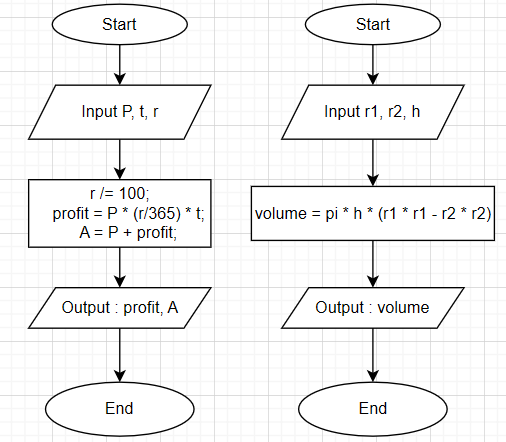 Start
Input P, t, r
r /= 100;
profit = P * (r/365) * t;
A = P + profit;
Output : profit, A
End
Start
Input r1, r2, h
volume = pi * h * (r1 * r1 - r2 * r2)
Output : volume
End